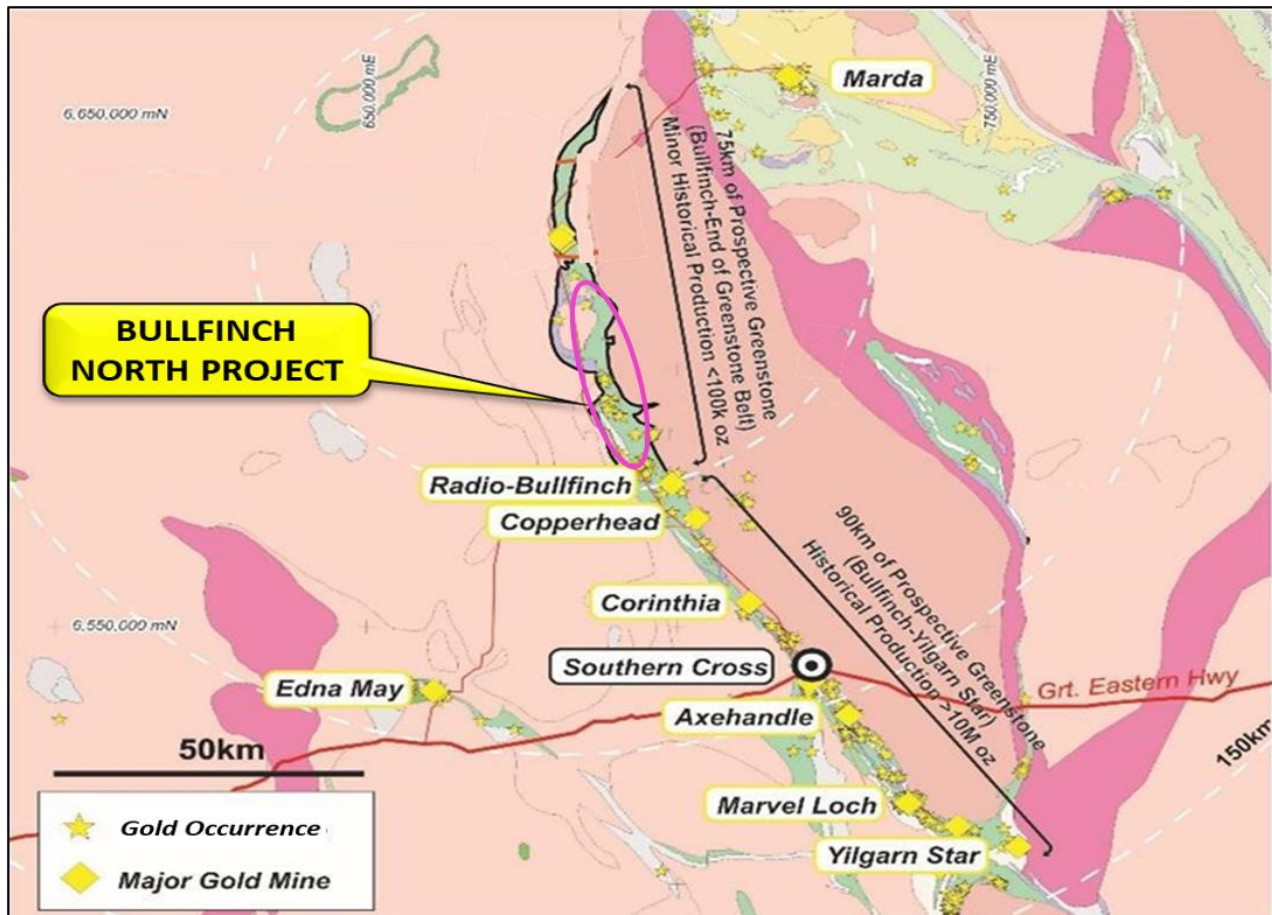 650,000 mE
750,000 mE
Marda
6,650,000 mN
75km of Prospective Greenstone
(Bullfinch-End of Greenstone Belt)
Minor Historical Production <100k oz
BULLFINCH
NORTH PROJECT
Radio-Bullfinch
Copperhead
90km of Prospective Greenstone
(Bullfinch-Yilgarn Star)
Historical Production >10M oz
Corinthia
6,550,000 mN
Southern Cross
Edna May
Grt. Eastern Hwy
Axehandle
50km
150km
Marvel Loch
Gold Occurrence
Yilgarn Star
Major Gold Mine